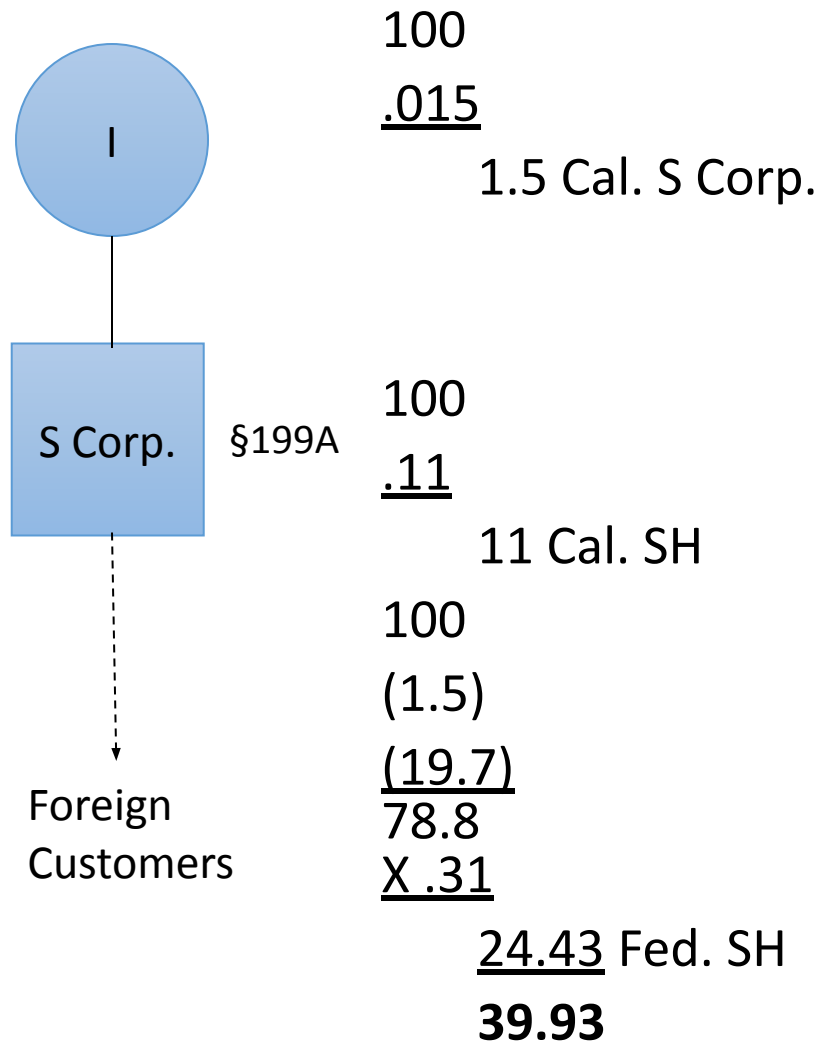 I
S Corp.
§199A
Foreign
Customers
100
.015
1.5 Cal. S Corp.
100
.11
11 Cal. SH
100
(1.5)
(19.7)
78.8
X .31
24.43 Fed. SH
39.93